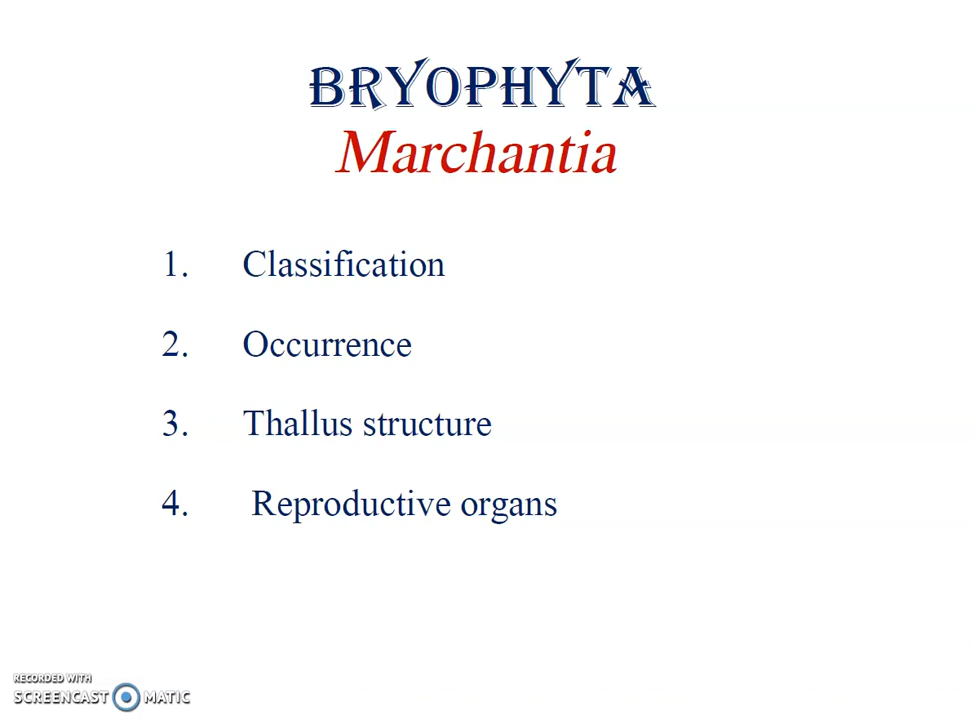 BRYOPHYTA
Marchantia
1. Classification
2. Occurrence
3. Thallus structure
4. Reproductive organs
RECORDED WITH
SCREENCAST MATIC